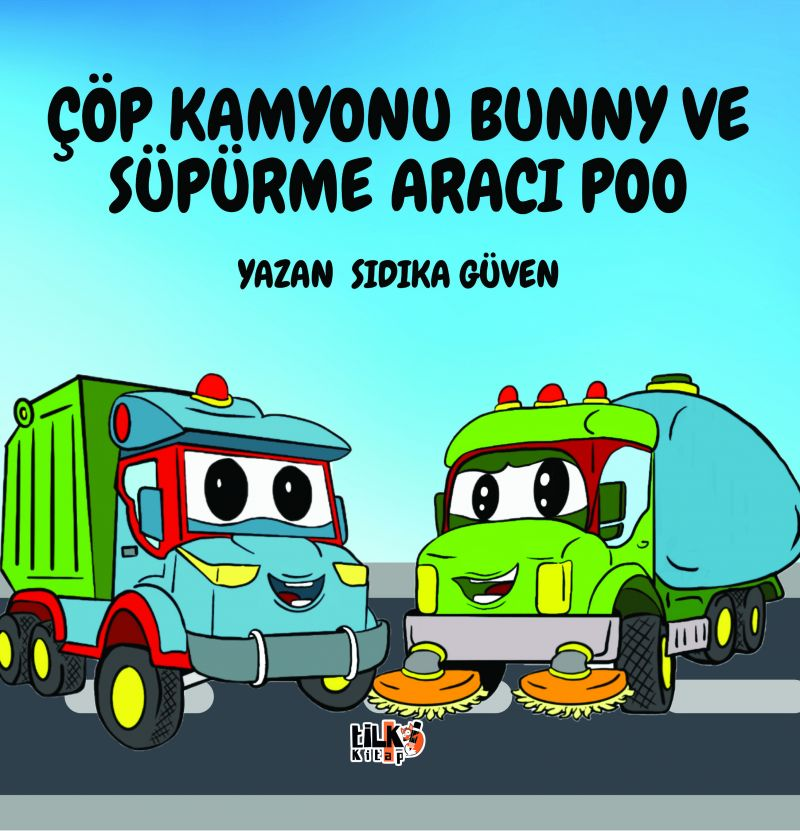 ÇÖP KAMYONU BUNNY VE
SÜPÜRME ARACI POO
YAZAN SIDIKA GÜVEN
tiLKi
Kitap